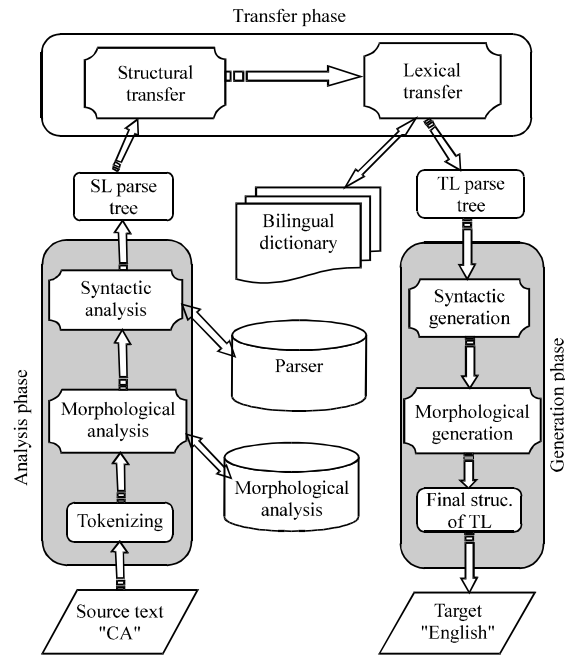 Transfer phase
Structural
transfer
Lexical
transfer
SL parse
tree
Bilingual
dictionary
TL parse
tree
Analysis phase
Syntactic
analysis
Parser
Morphological
analysis
Morphological
analysis
Tokenizing
Source text
"CA"
Generation phase
Syntactic
generation
Morphological
generation
Final struc.
of TL
Target
"English"